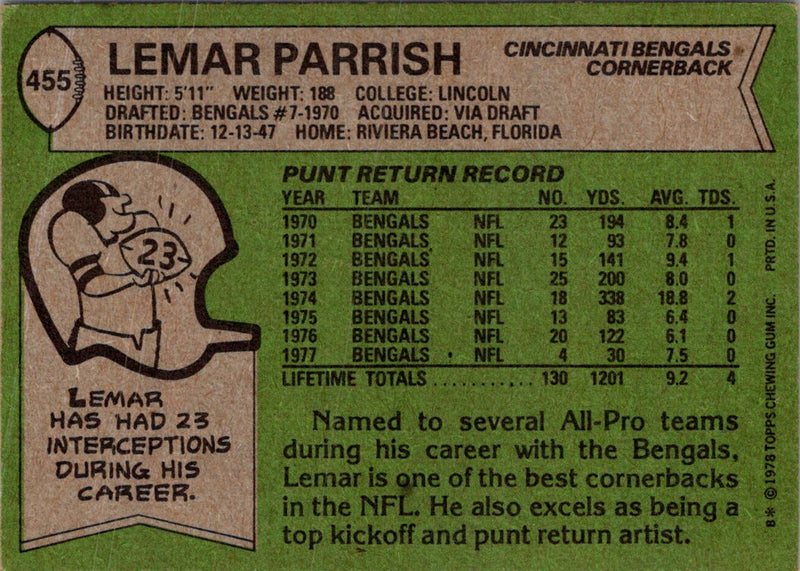 455
LEMAR PARRISH
CINCINNATI BENGALS
CORNERBACK
HEIGHT: 5'11" WEIGHT: 188 COLLEGE: LINCOLN
DRAFTED: BENGALS #7-1970 ACQUIRED: VIA DRAFT
BIRTHDATE: 12-13-47 HOME: RIVIERA BEACH, FLORIDA
PUNT RETURN RECORD
YEAR TEAM NO. YDS. AVG. TDS.
1970 BENGALS NFL 23 194 8.4 1
1971 BENGALS NFL 12 93 7.8 0
1972 BENGALS NFL 15 141 9.4 1
1973 BENGALS NFL 25 200 8.0 0
1974 BENGALS NFL 18 338 18.8 2
1975 BENGALS NFL 13 83 6.4 0
1976 BENGALS NFL 20 122 6.1 0
1977 BENGALS NFL 4 30 7.5 0
LIFETIME TOTALS............ 130 1201 9.2 4
23
LEMAR
HAS HAD 23
INTERCEPTIONS
DURING HIS
CAREER.
Named to several All-Pro teams
during his career with the Bengals,
Lemar is one of the best cornerbacks
in the NFL. He also excels as being a
top kickoff and punt return artist.
B* © 1978 TOPPS CHEWING GUM INC. PRTD. IN U.S.A.